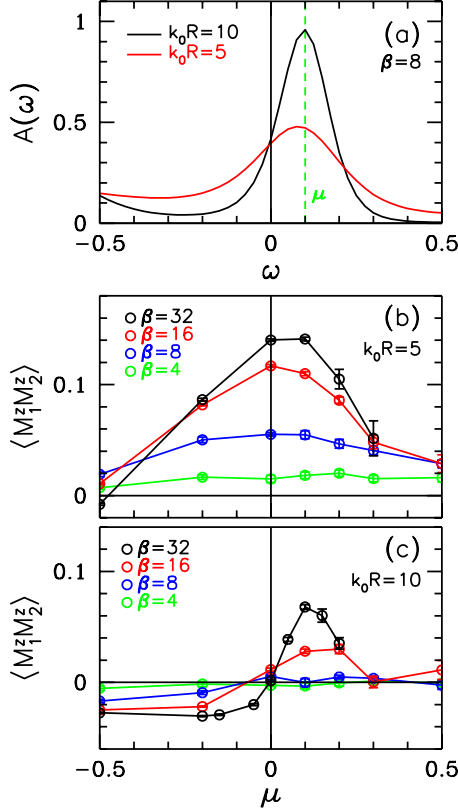 k₀R=10 (a)
k₀R=5 β=8
A(ω)
1
0.5
0
μ
−0.5 0 0.5
ω
β=32 (b)
β=16
β=8 k₀R=5
β=4
⟨M₁ᶻM₂ᶻ⟩
0.1
0
β=32 (c)
β=16
β=8 k₀R=10
β=4
⟨M₁ᶻM₂ᶻ⟩
0.1
0
−0.5 0 0.5
μ